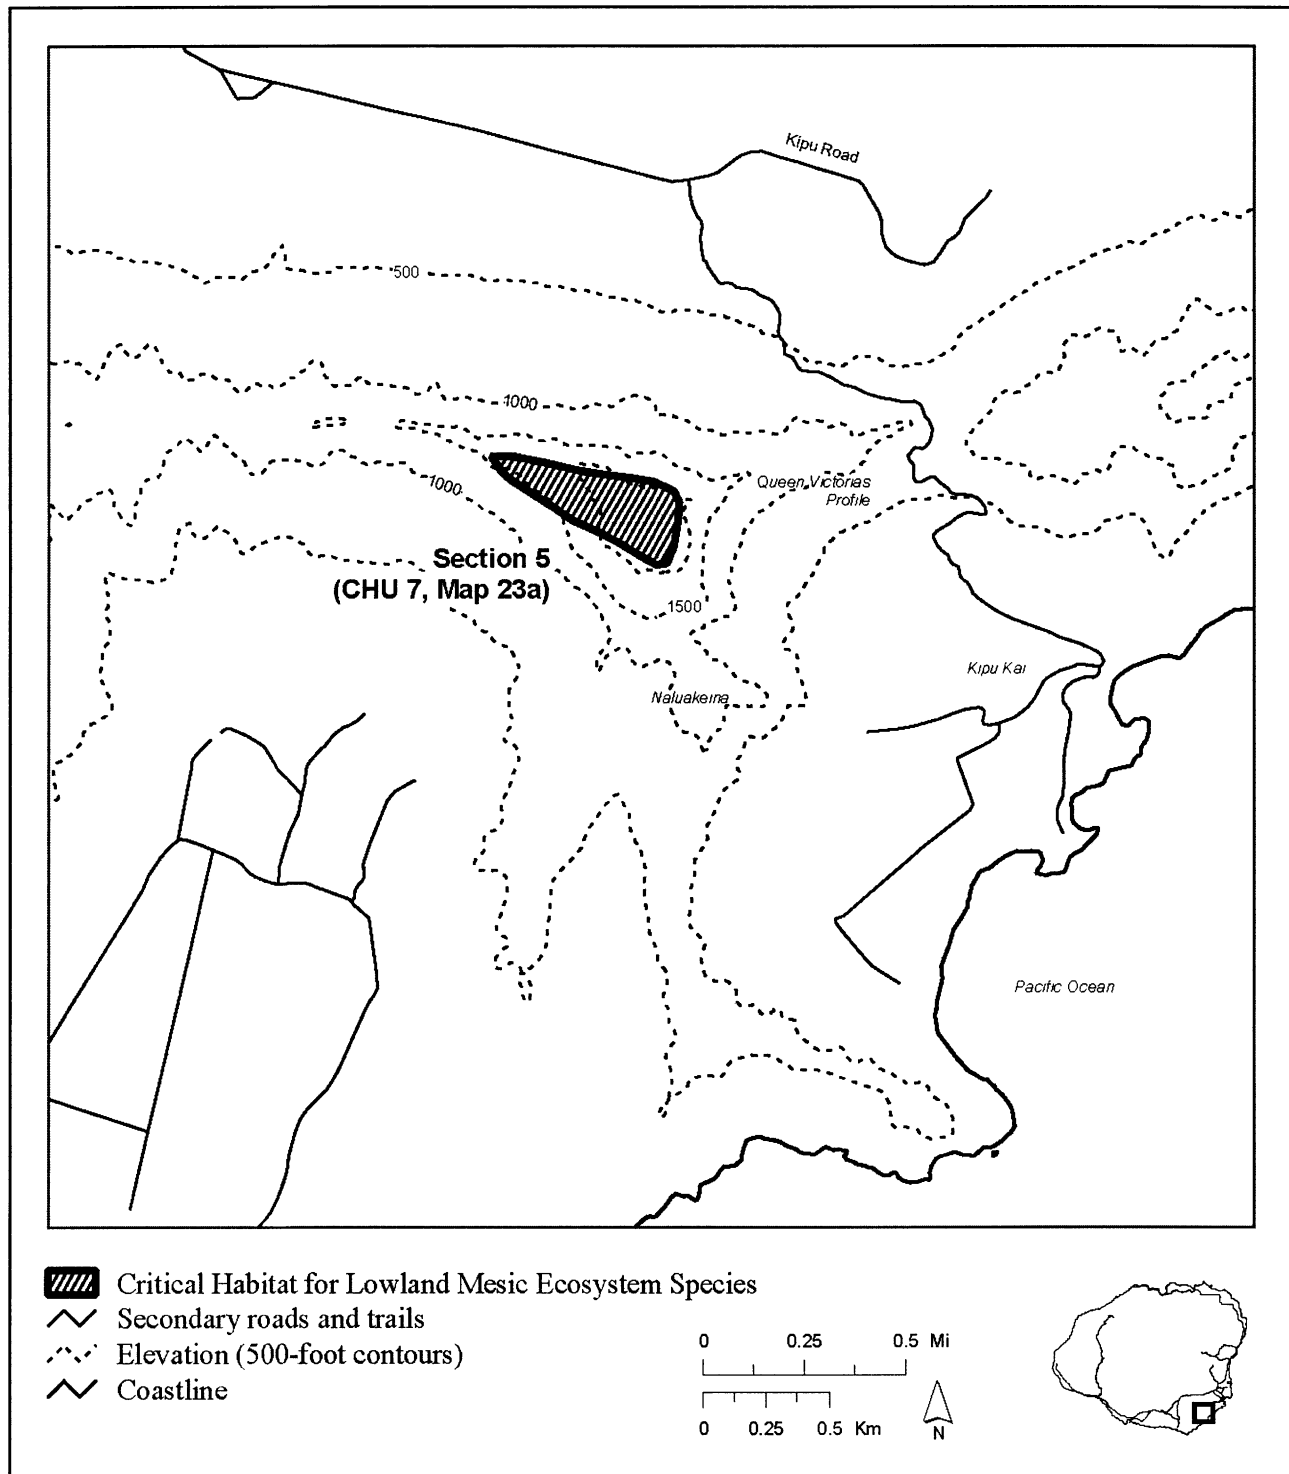 Kipu Road
500
1000
1000
Queen Victorias
Profile
Section 5
(CHU 7, Map 23a)
1500
Kipu Kai
Naluakeina
Pacific Ocean
Critical Habitat for Lowland Mesic Ecosystem Species
Secondary roads and trails
Elevation (500-foot contours)
Coastline
0 0.25 0.5 Mi
0 0.25 0.5 Km
N